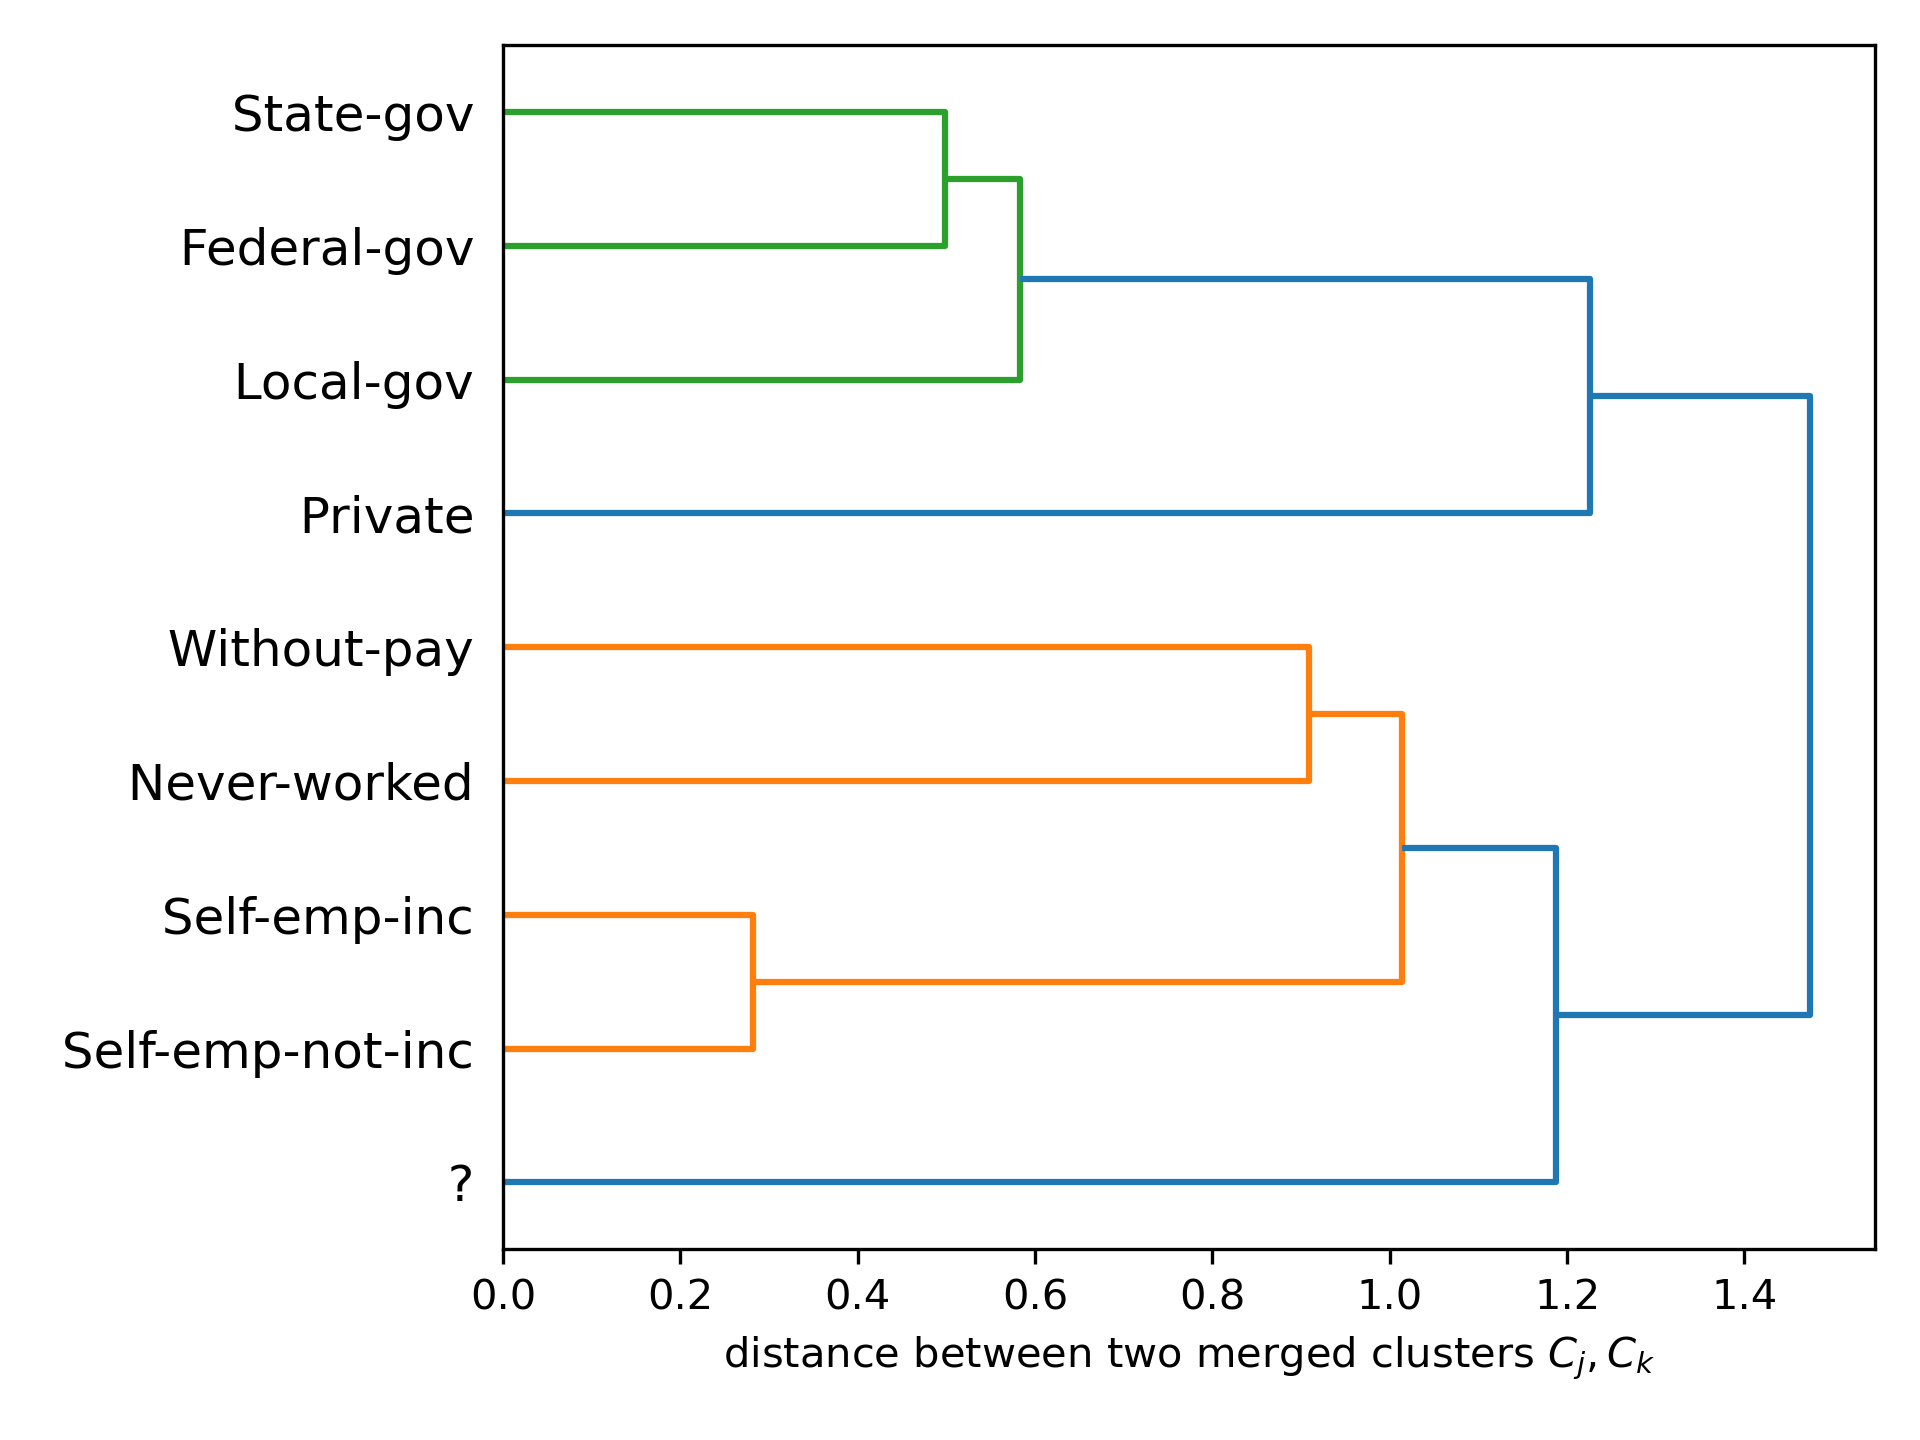 State-gov
Federal-gov
Local-gov
Private
Without-pay
Never-worked
Self-emp-inc
Self-emp-not-inc
?
0.0 0.2 0.4 0.6 0.8 1.0 1.2 1.4
distance between two merged clusters C_j, C_k